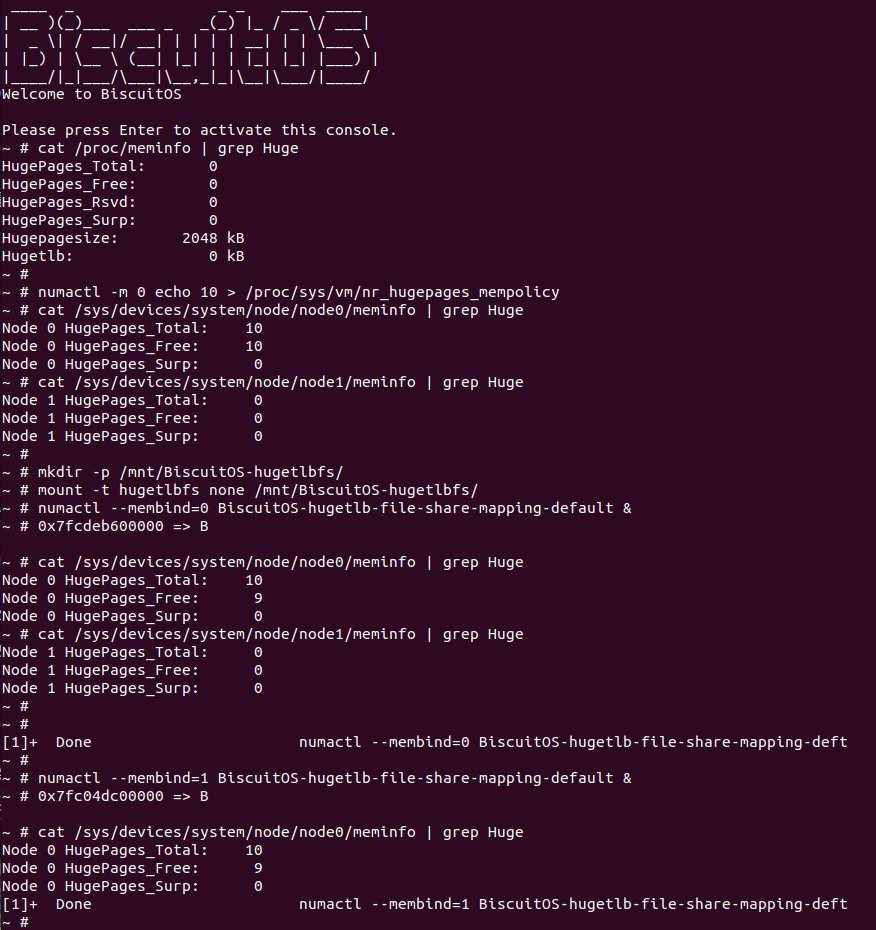 ____  _                _ _    ___  ____
| __ )(_)___  ___ _   _(_) |_ / _ \/ ___|
|  _ \| / __|/ __| | | | | __| | | \___ \
| |_) | \__ \ (__| |_| | | |_| |_| |___) |
|____/|_|___/\___|\__,_|_|\__|\___/|____/
Welcome to BiscuitOS
Please press Enter to activate this console.
~ # cat /proc/meminfo | grep Huge
HugePages_Total:       0
HugePages_Free:        0
HugePages_Rsvd:        0
HugePages_Surp:        0
Hugepagesize:       2048 kB
Hugetlb:               0 kB
~ #
~ # numactl -m 0 echo 10 > /proc/sys/vm/nr_hugepages_mempolicy
~ # cat /sys/devices/system/node/node0/meminfo | grep Huge
Node 0 HugePages_Total:    10
Node 0 HugePages_Free:     10
Node 0 HugePages_Surp:      0
~ # cat /sys/devices/system/node/node1/meminfo | grep Huge
Node 1 HugePages_Total:     0
Node 1 HugePages_Free:      0
Node 1 HugePages_Surp:      0
~ #
~ # mkdir -p /mnt/BiscuitOS-hugetlbfs/
~ # mount -t hugetlbfs none /mnt/BiscuitOS-hugetlbfs/
~ # numactl --membind=0 BiscuitOS-hugetlb-file-share-mapping-default &
~ # 0x7fcdeb600000 => B
~ # cat /sys/devices/system/node/node0/meminfo | grep Huge
Node 0 HugePages_Total:    10
Node 0 HugePages_Free:      9
Node 0 HugePages_Surp:      0
~ # cat /sys/devices/system/node/node1/meminfo | grep Huge
Node 1 HugePages_Total:     0
Node 1 HugePages_Free:      0
Node 1 HugePages_Surp:      0
~ #
~ #
[1]+  Done                       numactl --membind=0 BiscuitOS-hugetlb-file-share-mapping-deft
~ #
~ # numactl --membind=1 BiscuitOS-hugetlb-file-share-mapping-default &
~ # 0x7fc04dc00000 => B
~ # cat /sys/devices/system/node/node0/meminfo | grep Huge
Node 0 HugePages_Total:    10
Node 0 HugePages_Free:      9
Node 0 HugePages_Surp:      0
[1]+  Done                       numactl --membind=1 BiscuitOS-hugetlb-file-share-mapping-deft
~ #